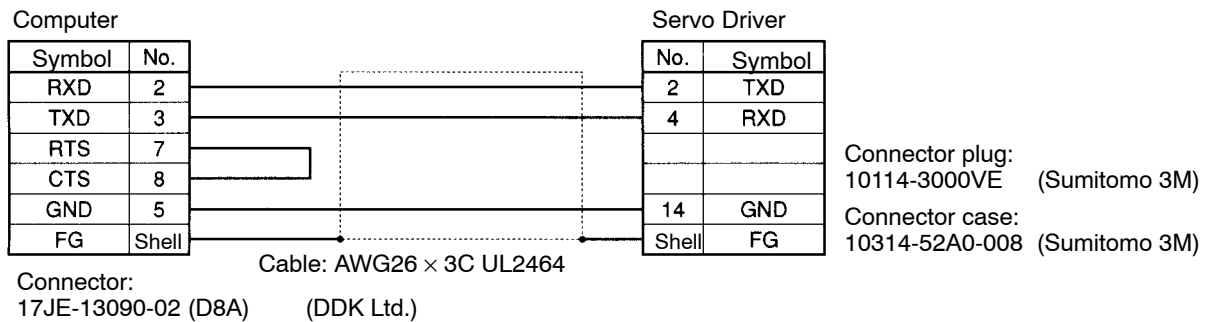 Computer
Servo Driver
Symbol No.
No. Symbol
RXD 2
2 TXD
TXD 3
4 RXD
RTS 7
CTS 8
GND 5
14 GND
FG Shell
Shell FG
Connector plug:
10114-3000VE (Sumitomo 3M)
Connector case:
10314-52A0-008 (Sumitomo 3M)
Cable: AWG26 × 3C UL2464
Connector:
17JE-13090-02 (D8A) (DDK Ltd.)